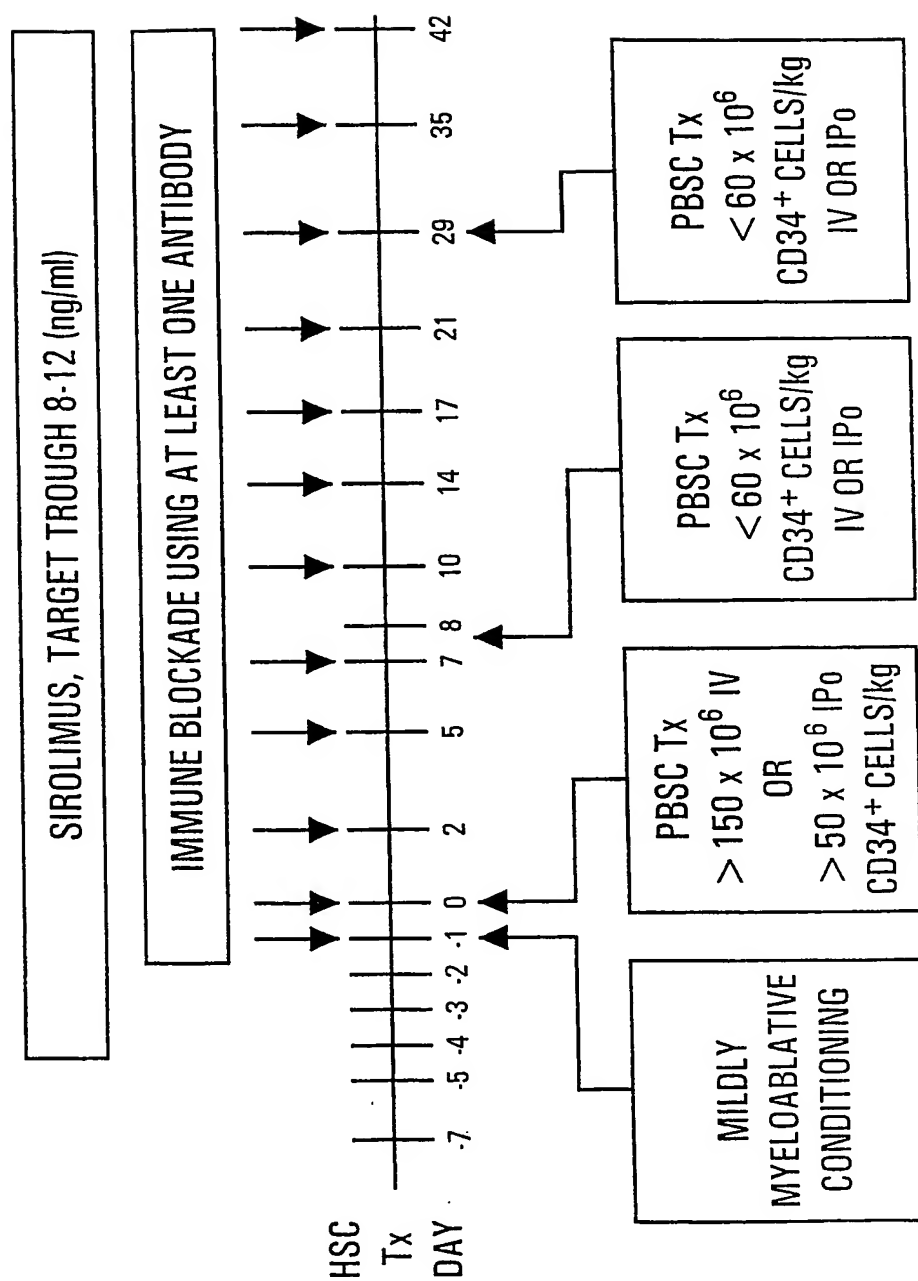 SIROLIMUS, TARGET TROUGH 8-12 (ng/ml)
IMMUNE BLOCKADE USING AT LEAST ONE ANTIBODY
HSC
Tx
DAY
-7 -5 -4 -3 -2 -1 0 2 5 7 8 10 14 17 21 29 35 42
MILDLY
MYELOABLATIVE
CONDITIONING
PBSC Tx
> 150 x 10⁶ IV
OR
> 50 x 10⁶ IPo
CD34⁺ CELLS/kg
PBSC Tx
< 60 x 10⁶
CD34⁺ CELLS/kg
IV OR IPo
PBSC Tx
< 60 x 10⁶
CD34⁺ CELLS/kg
IV OR IPo